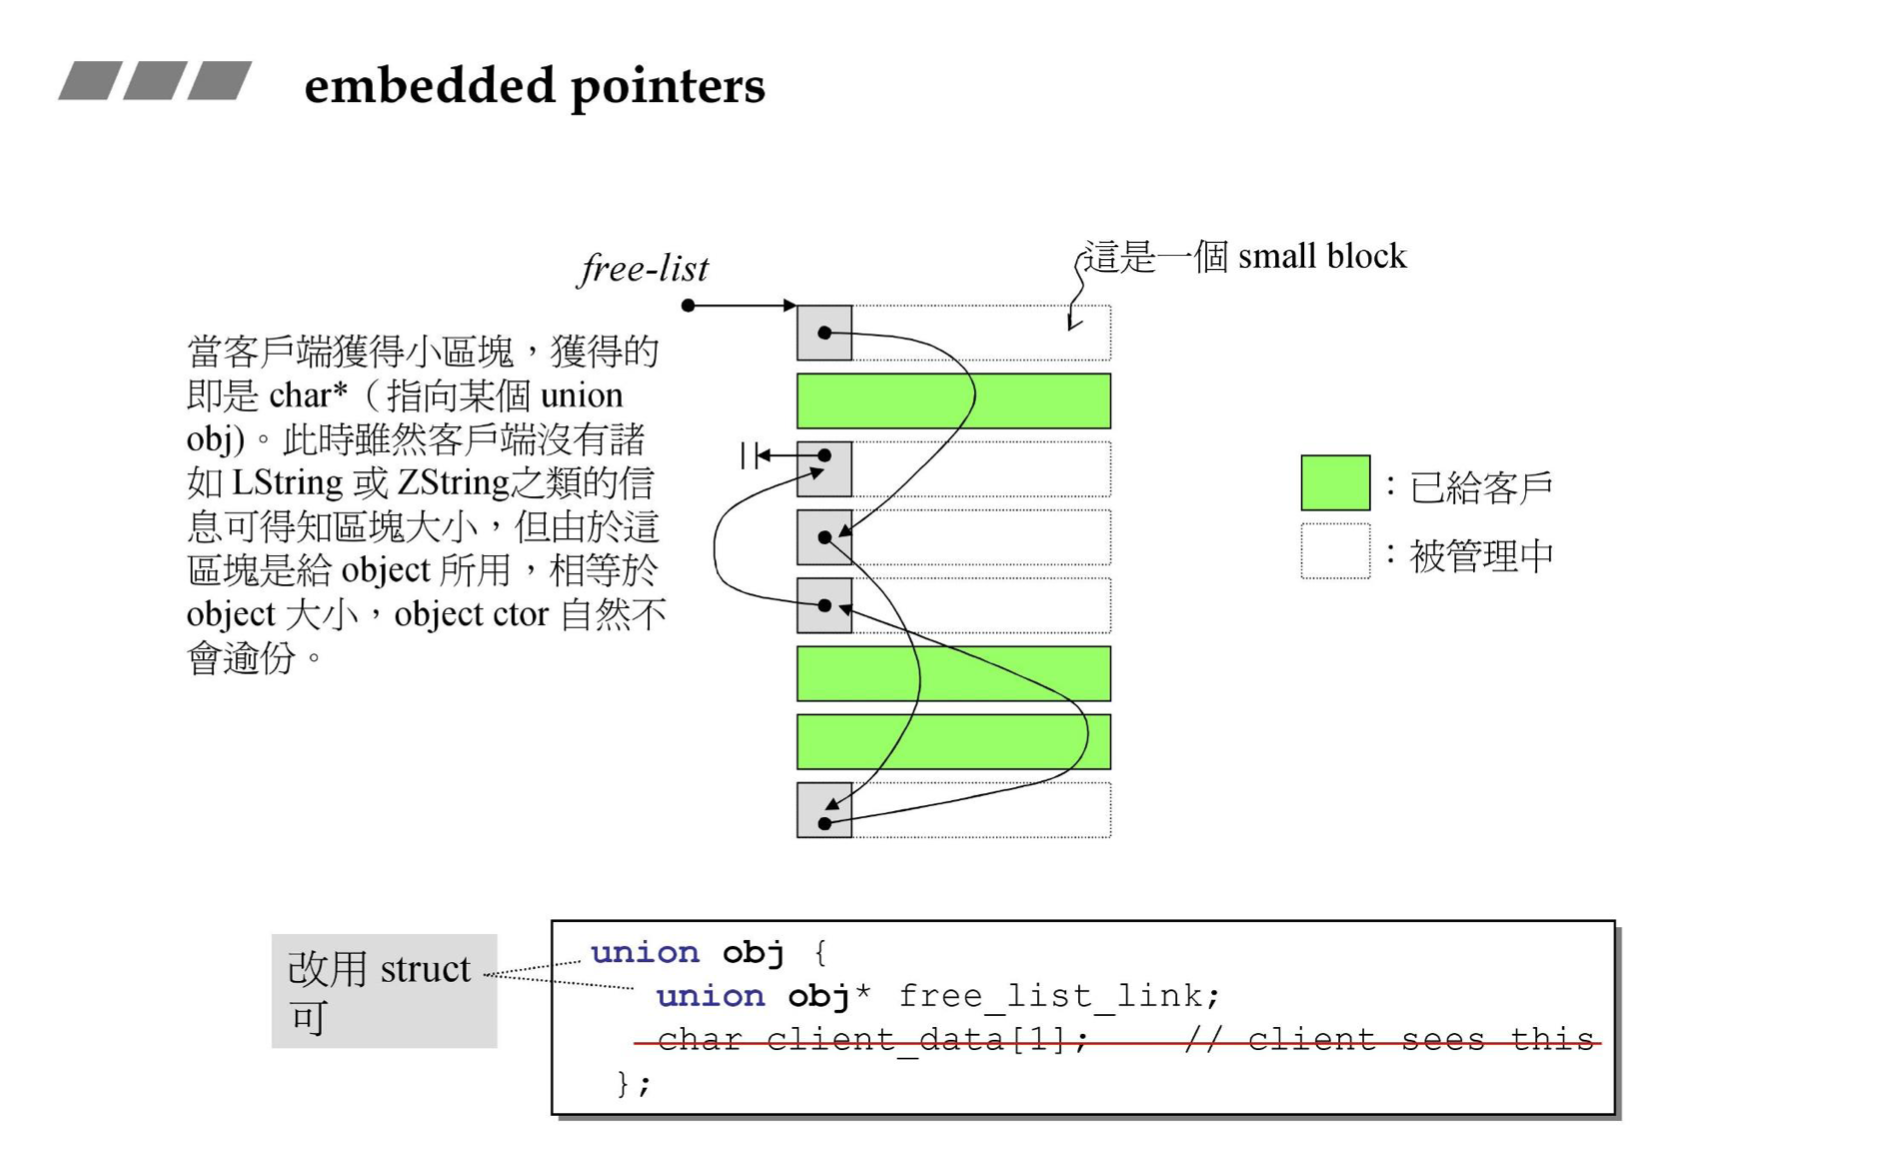 embedded pointers
free-list
這是一個 small block
當客戶端獲得小區塊，獲得的
即是 char*（指向某個 union
obj)。此時雖然客戶端沒有諸
如 LString 或 ZString之類的信
息可得知區塊大小，但由於這
區塊是給 object 所用，相等於
object 大小，object ctor 自然不
會逾份。
：已給客戶
：被管理中
改用 struct
可
union obj {
union obj* free_list_link;
char client_data[1];    // client sees this
};